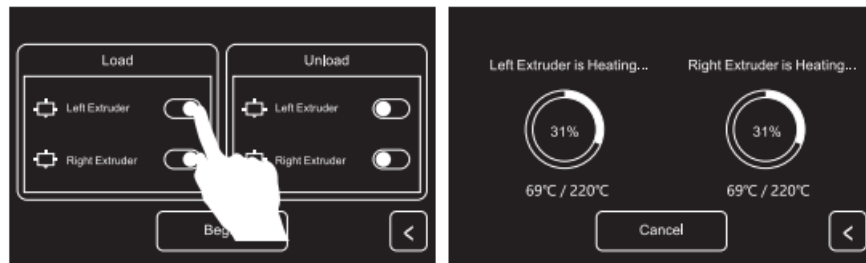 Load
Left Extruder
Right Extruder
Unload
Left Extruder
Right Extruder
<
Left Extruder is Heating...
31%
69℃ / 220℃
Right Extruder is Heating...
31%
69℃ / 220℃
Cancel
<